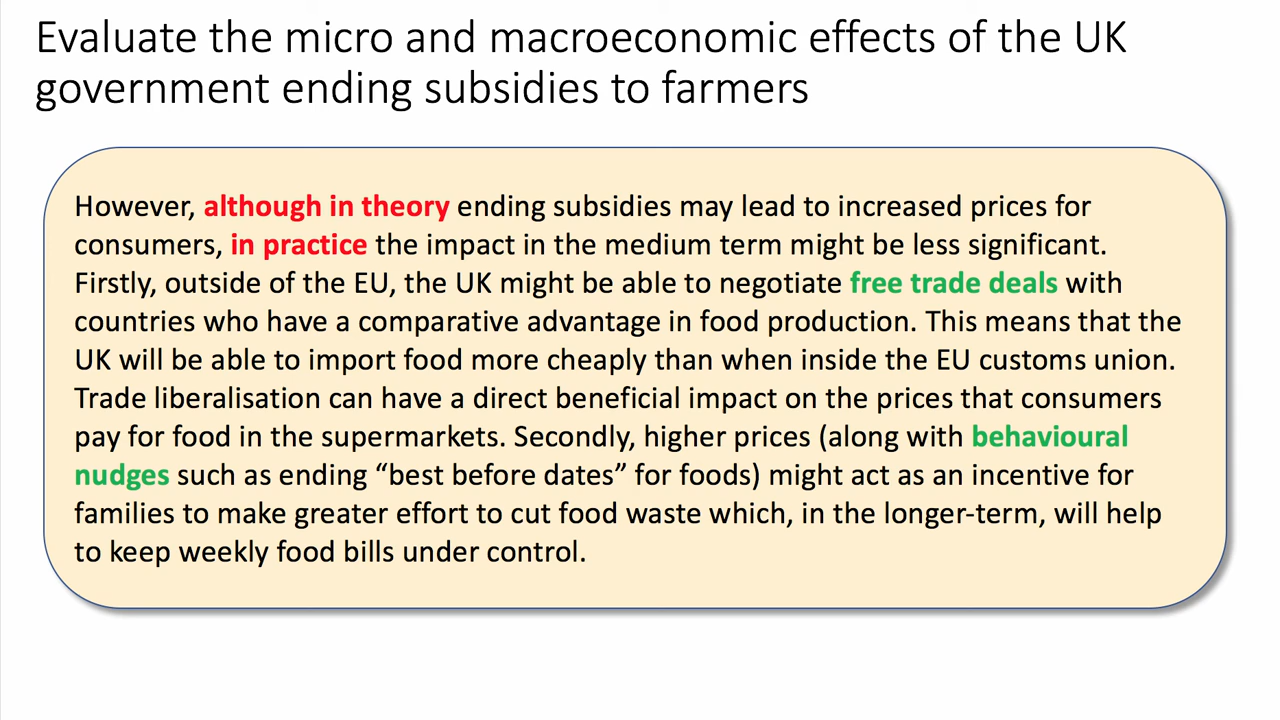 Evaluate the micro and macroeconomic effects of the UK
government ending subsidies to farmers
However, although in theory ending subsidies may lead to increased prices for
consumers, in practice the impact in the medium term might be less significant.
Firstly, outside of the EU, the UK might be able to negotiate free trade deals with
countries who have a comparative advantage in food production. This means that the
UK will be able to import food more cheaply than when inside the EU customs union.
Trade liberalisation can have a direct beneficial impact on the prices that consumers
pay for food in the supermarkets. Secondly, higher prices (along with behavioural
nudges such as ending “best before dates” for foods) might act as an incentive for
families to make greater effort to cut food waste which, in the longer-term, will help
to keep weekly food bills under control.